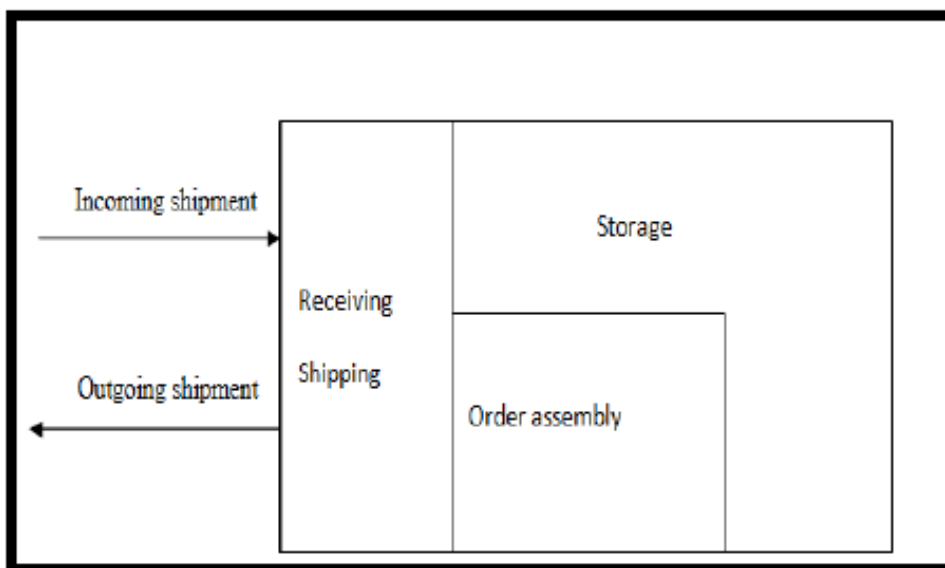 Incoming shipment
Storage
Receiving
Shipping
Outgoing shipment
Order assembly